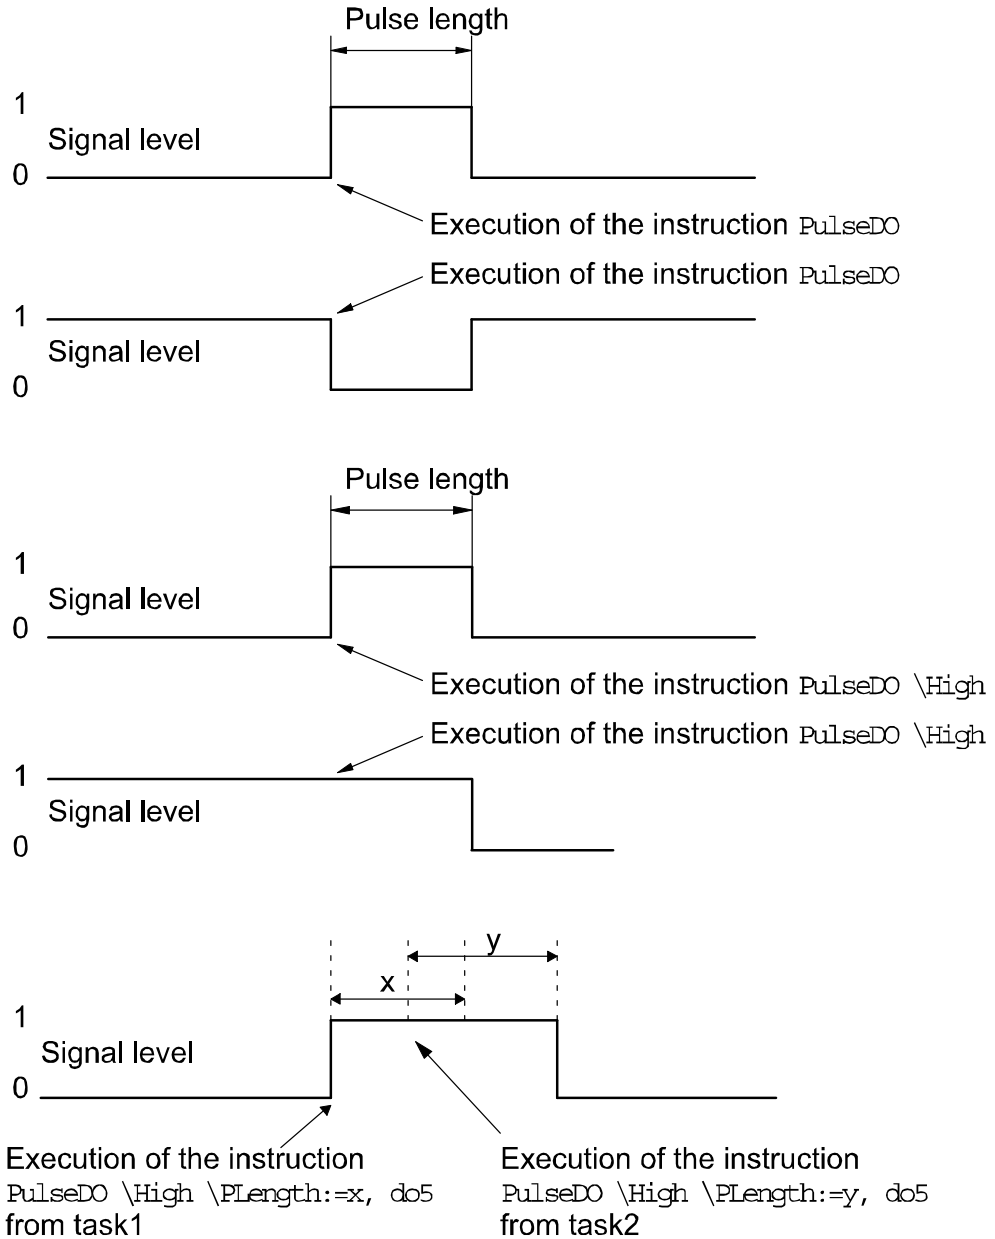 Pulse length
1
Signal level
0
Execution of the instruction PulseDO
Execution of the instruction PulseDO
1
Signal level
0
Pulse length
1
Signal level
0
Execution of the instruction PulseDO \High
Execution of the instruction PulseDO \High
1
Signal level
0
y
x
1
Signal level
0
Execution of the instruction
PulseDO \High \PLength:=x, do5
from task1
Execution of the instruction
PulseDO \High \PLength:=y, do5
from task2